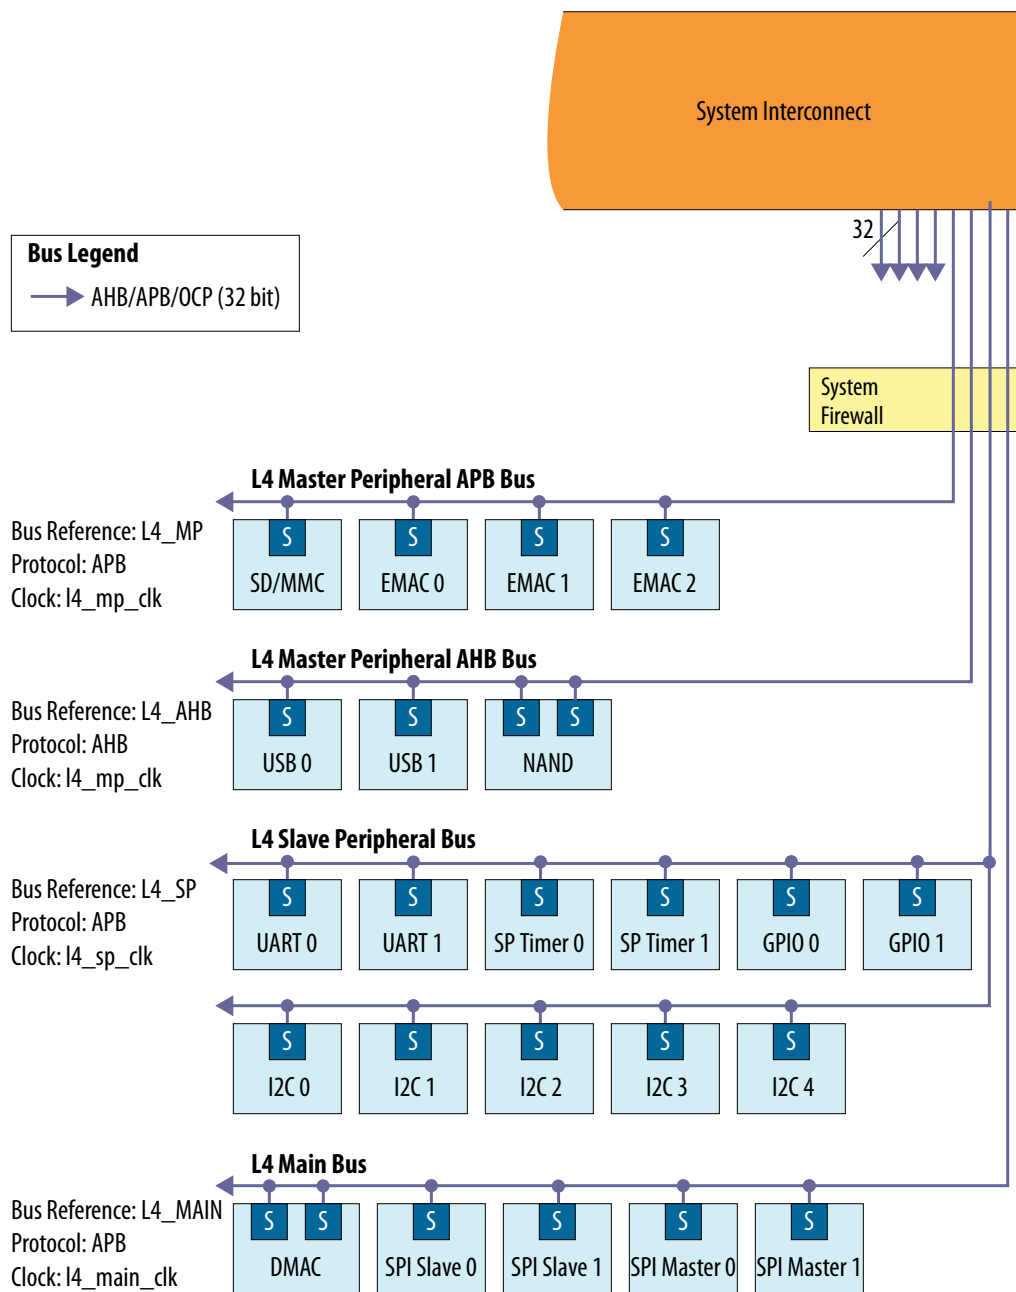 System Interconnect
32
Bus Legend
AHB/APB/OCP (32 bit)
System
Firewall
L4 Master Peripheral APB Bus
Bus Reference: L4_MP
Protocol: APB
Clock: l4_mp_clk
S S S S
SD/MMC EMAC 0 EMAC 1 EMAC 2
L4 Master Peripheral AHB Bus
Bus Reference: L4_AHB
Protocol: AHB
Clock: l4_mp_clk
S S S S
USB 0 USB 1 NAND
L4 Slave Peripheral Bus
Bus Reference: L4_SP
Protocol: APB
Clock: l4_sp_clk
S S S S S S
UART 0 UART 1 SP Timer 0 SP Timer 1 GPIO 0 GPIO 1
S S S S S
I2C 0 I2C 1 I2C 2 I2C 3 I2C 4
L4 Main Bus
Bus Reference: L4_MAIN
Protocol: APB
Clock: l4_main_clk
S S S S S S
DMAC SPI Slave 0 SPI Slave 1 SPI Master 0 SPI Master 1